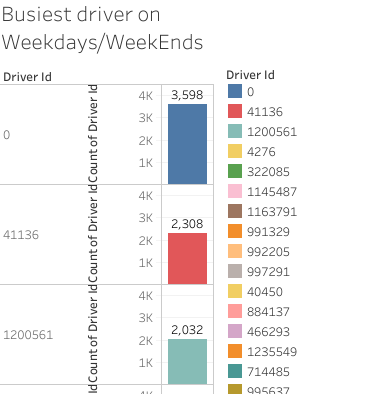 Busiest driver on
Weekdays/WeekEnds
Driver Id
0
Count of Driver Id
4K
3K
2K
1K
3,598
41136
Count of Driver Id
4K
3K
2K
1K
2,308
1200561
Count of Driver Id
4K
3K
2K
1K
2,032
Id
4K
Driver Id
0
41136
1200561
4276
322085
1145487
1163791
991329
992205
997291
40450
884137
466293
1235549
714485
995637